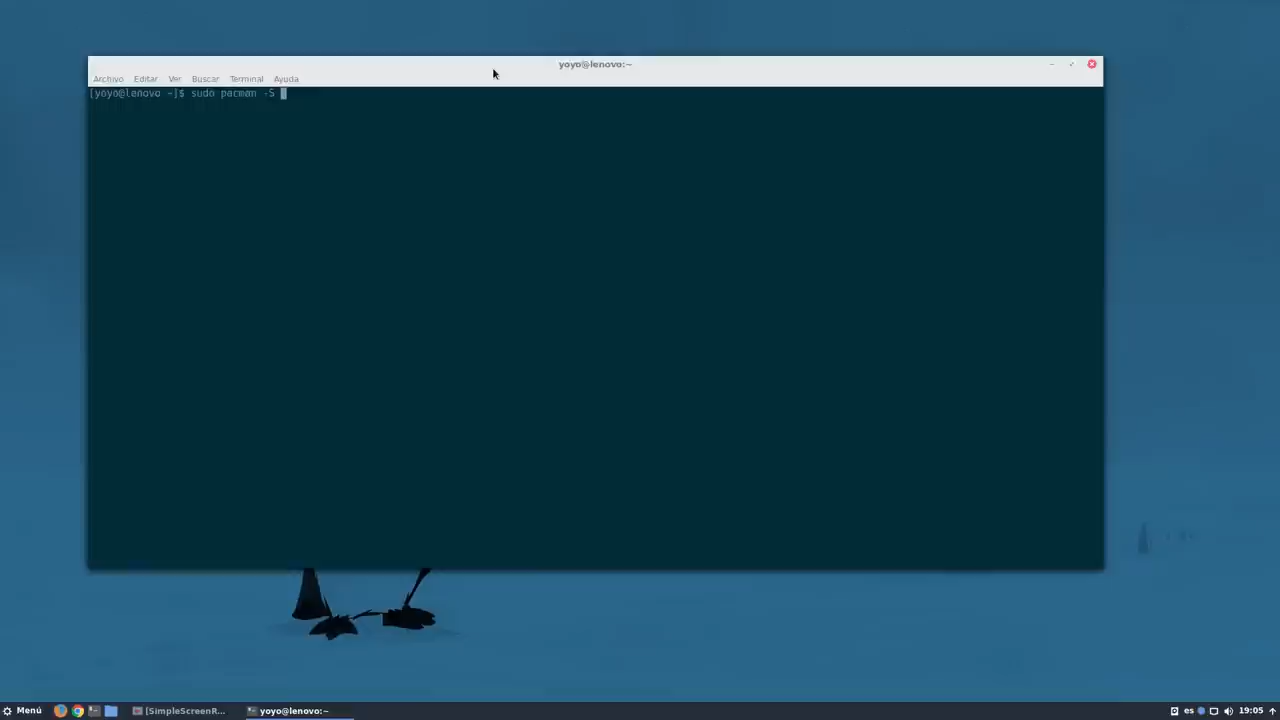 yoyo@lenovo:~
Archivo Editar Ver Buscar Terminal Ayuda
[yoyo@lenovo ~]$ sudo pacman -S
Menú [SimpleScreenR... yoyo@lenovo:~ es 19:05